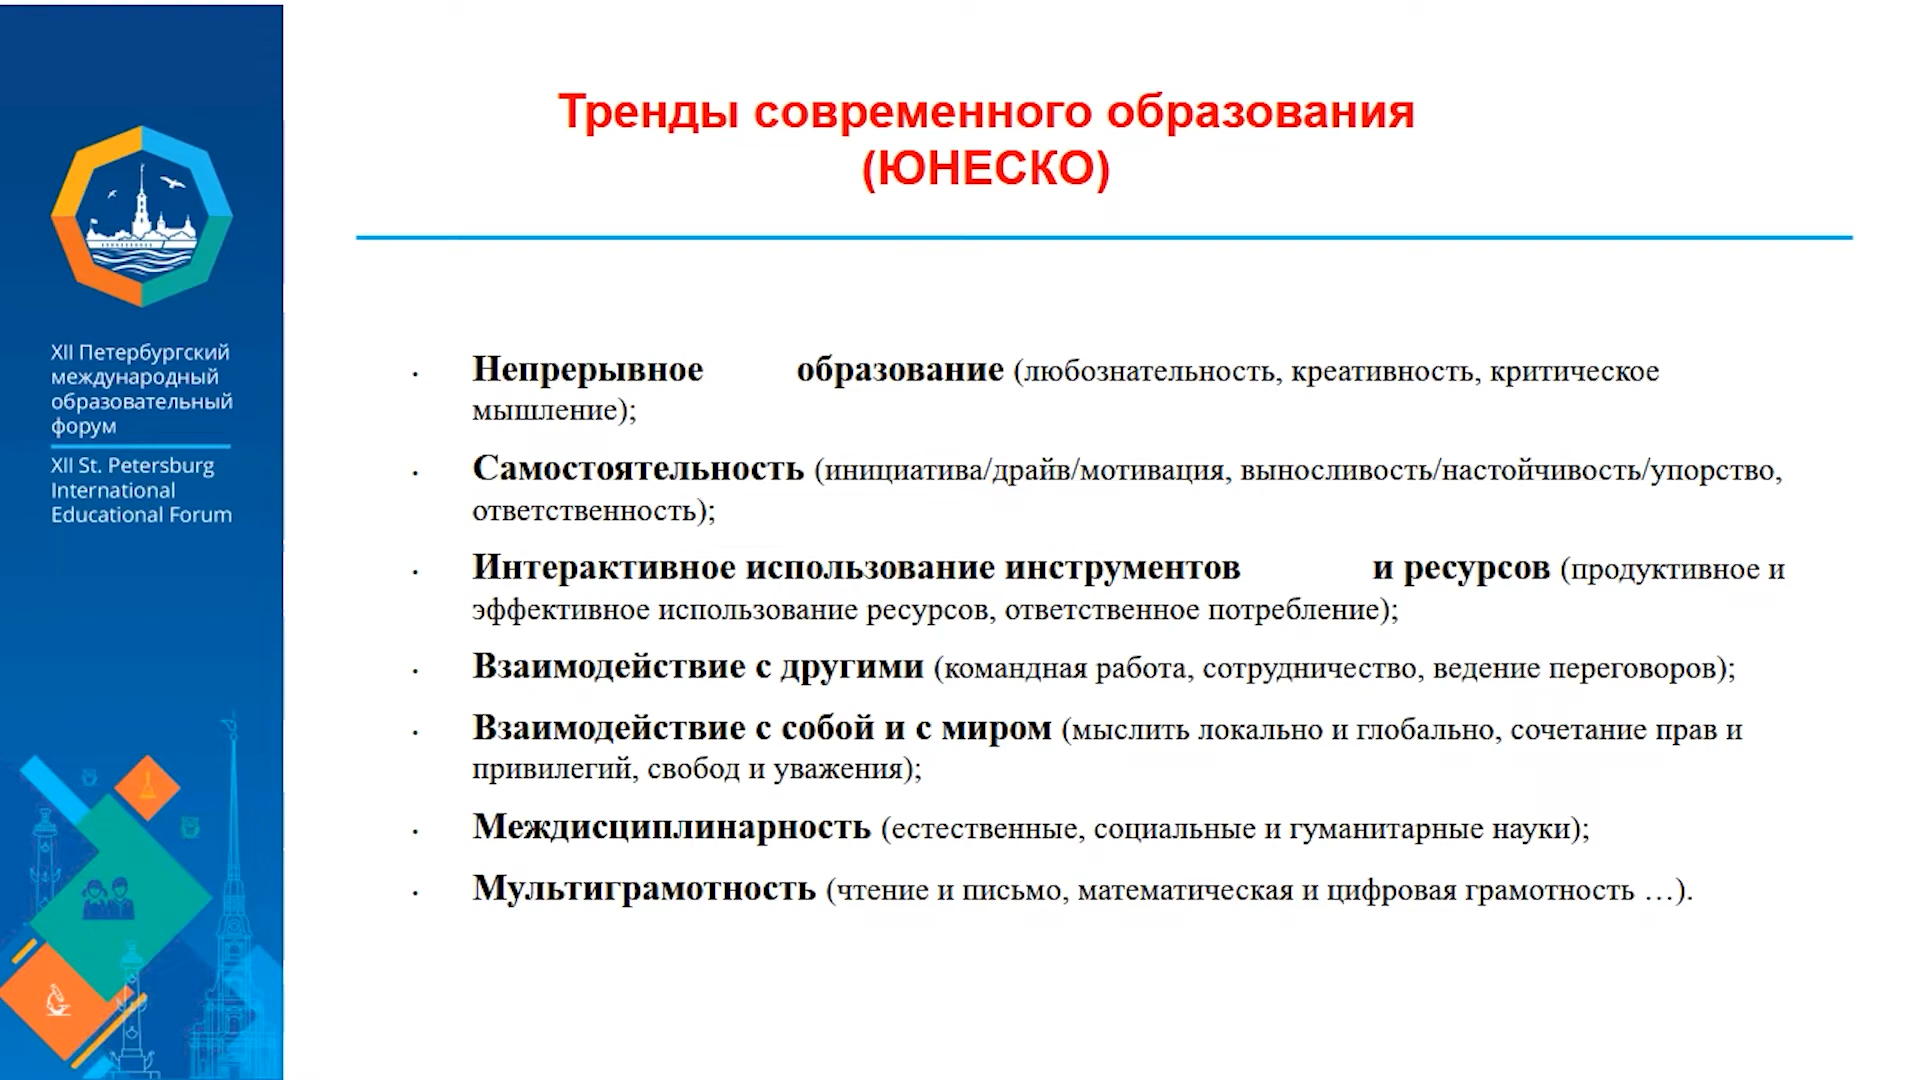 XII Петербургский
международный
образовательный
форум
XII St. Petersburg
International
Educational Forum
Тренды современного образования
(ЮНЕСКО)
· Непрерывное образование (любознательность, креативность, критическое
мышление);
· Самостоятельность (инициатива/драйв/мотивация, выносливость/настойчивость/упорство,
ответственность);
· Интерактивное использование инструментов и ресурсов (продуктивное и
эффективное использование ресурсов, ответственное потребление);
· Взаимодействие с другими (командная работа, сотрудничество, ведение переговоров);
· Взаимодействие с собой и с миром (мыслить локально и глобально, сочетание прав и
привилегий, свобод и уважения);
· Междисциплинарность (естественные, социальные и гуманитарные науки);
· Мультиграмотность (чтение и письмо, математическая и цифровая грамотность …).